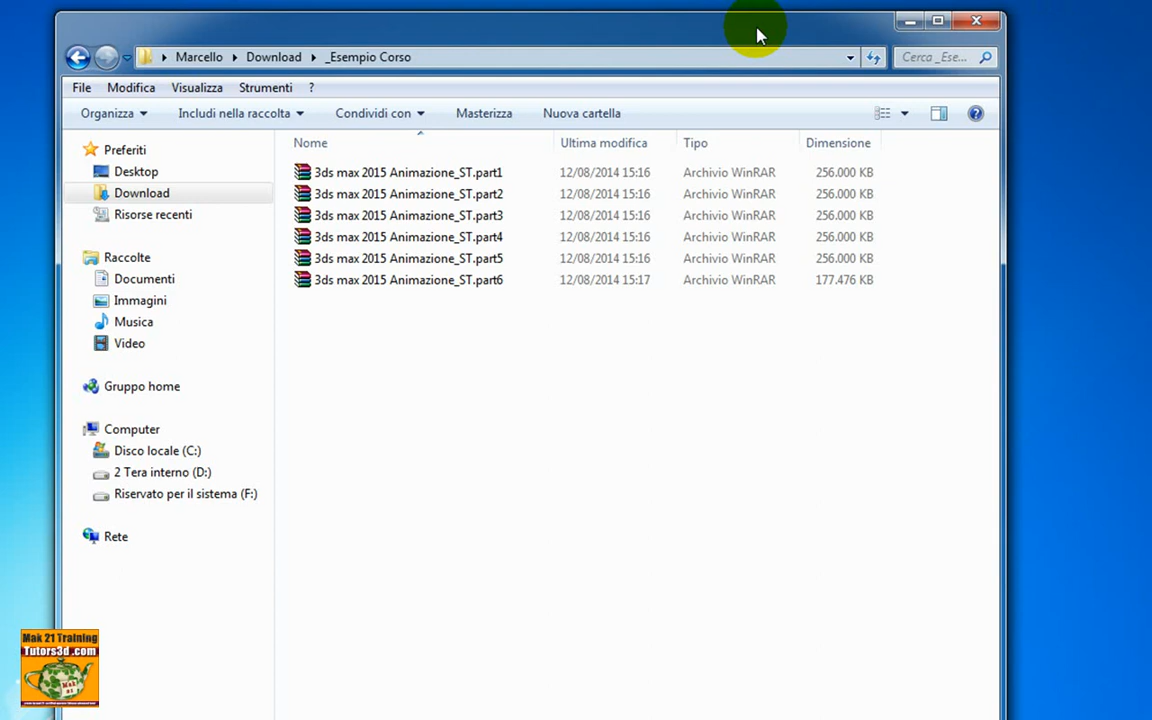 Marcello Download _Esempio Corso Cerca _Ese...
File Modifica Visualizza Strumenti ?
Organizza Includi nella raccolta Condividi con Masterizza Nuova cartella
Preferiti
Desktop
Download
Risorse recenti
Raccolte
Documenti
Immagini
Musica
Video
Gruppo home
Computer
Disco locale (C:)
2 Tera interno (D:)
Riservato per il sistema (F:)
Rete
Nome Ultima modifica Tipo Dimensione
3ds max 2015 Animazione_ST.part1 12/08/2014 15:16 Archivio WinRAR 256.000 KB
3ds max 2015 Animazione_ST.part2 12/08/2014 15:16 Archivio WinRAR 256.000 KB
3ds max 2015 Animazione_ST.part3 12/08/2014 15:16 Archivio WinRAR 256.000 KB
3ds max 2015 Animazione_ST.part4 12/08/2014 15:16 Archivio WinRAR 256.000 KB
3ds max 2015 Animazione_ST.part5 12/08/2014 15:16 Archivio WinRAR 256.000 KB
3ds max 2015 Animazione_ST.part6 12/08/2014 15:17 Archivio WinRAR 177.476 KB
Mak 21 Training
Tutors3d .com
Mak
21